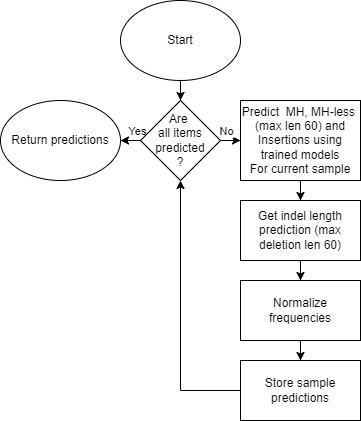 Start
Are
all items
predicted
?
Yes
No
Return predictions
Predict MH, MH-less
(max len 60) and
Insertions using
trained models
For current sample
Get indel length
prediction (max
deletion len 60)
Normalize
frequencies
Store sample
predictions